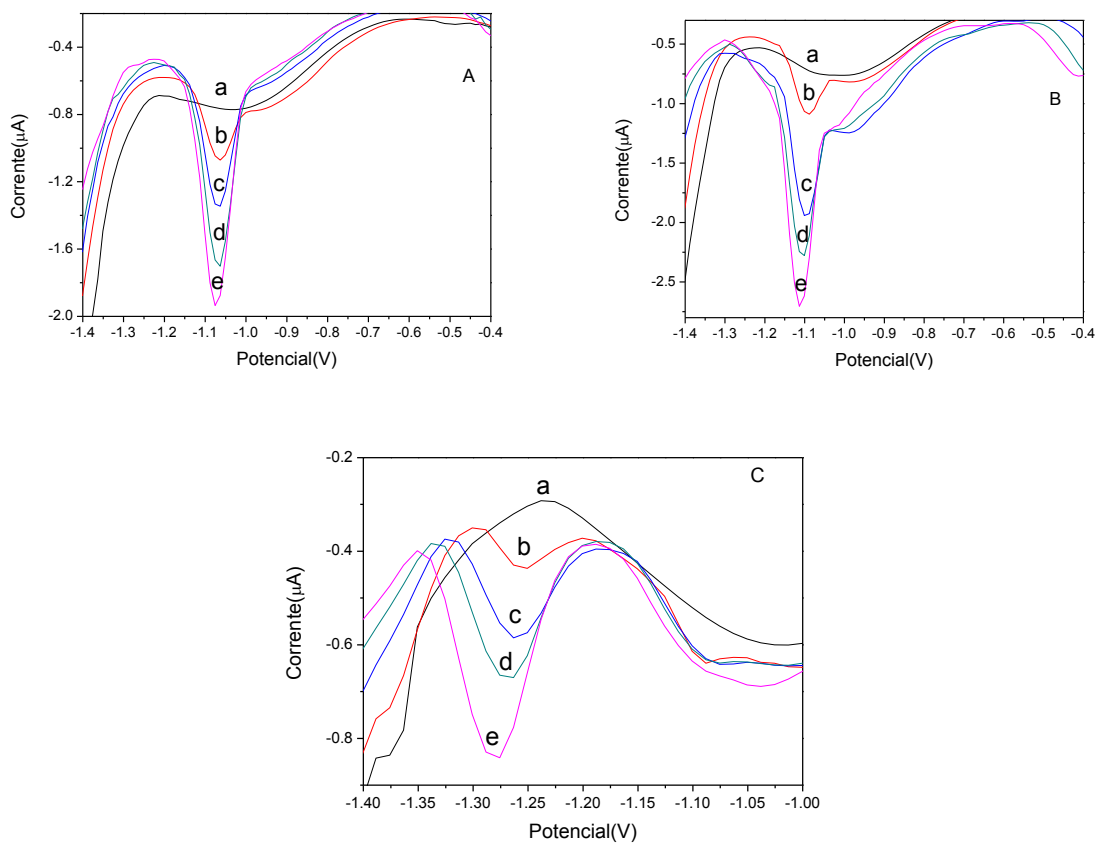 A
a
b
c
d
e
-0.4
-0.8
-1.2
-1.6
-2.0
-1.4 -1.3 -1.2 -1.1 -1.0 -0.9 -0.8 -0.7 -0.6 -0.5 -0.4
Corrente(μA)
Potencial(V)
B
a
b
c
d
e
-0.5
-1.0
-1.5
-2.0
-2.5
-1.4 -1.3 -1.2 -1.1 -1.0 -0.9 -0.8 -0.7 -0.6 -0.5 -0.4
Corrente(μA)
Potencial(V)
C
a
b
c
d
e
-0.2
-0.4
-0.6
-0.8
-1.40 -1.35 -1.30 -1.25 -1.20 -1.15 -1.10 -1.05 -1.00
Corrente(μA)
Potencial(V)